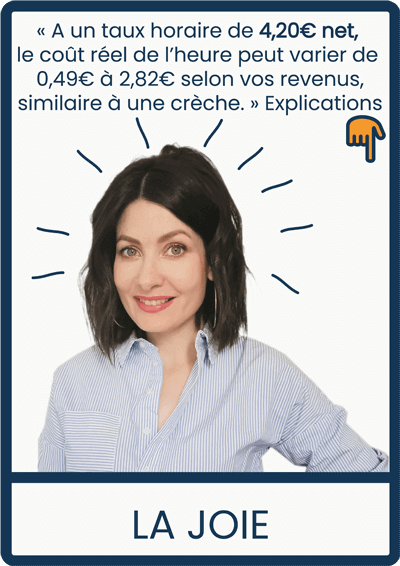 « A un taux horaire de 4,20€ net,
le coût réel de l’heure peut varier de
0,49€ à 2,82€ selon vos revenus,
similaire à une crèche. » Explications
LA JOIE